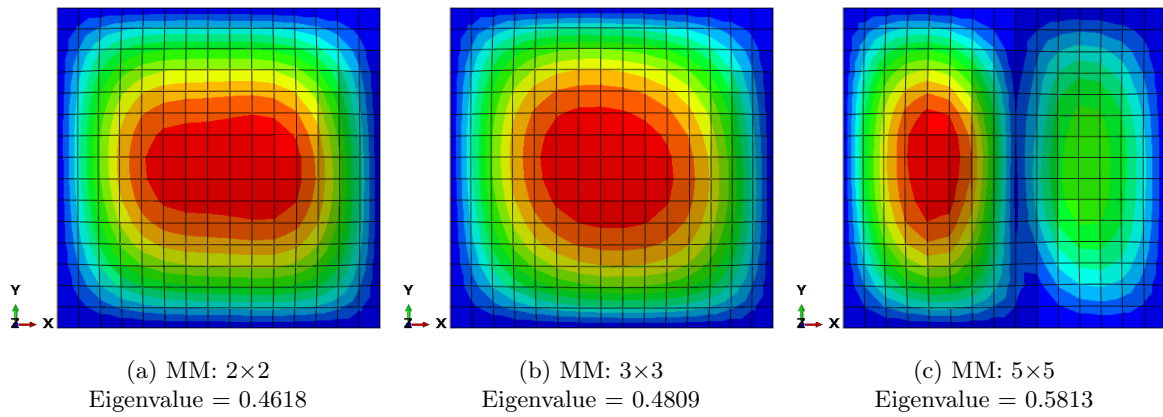 Y
Z X
Y
Z X
Y
Z X
(a) MM: 2×2
Eigenvalue = 0.4618
(b) MM: 3×3
Eigenvalue = 0.4809
(c) MM: 5×5
Eigenvalue = 0.5813